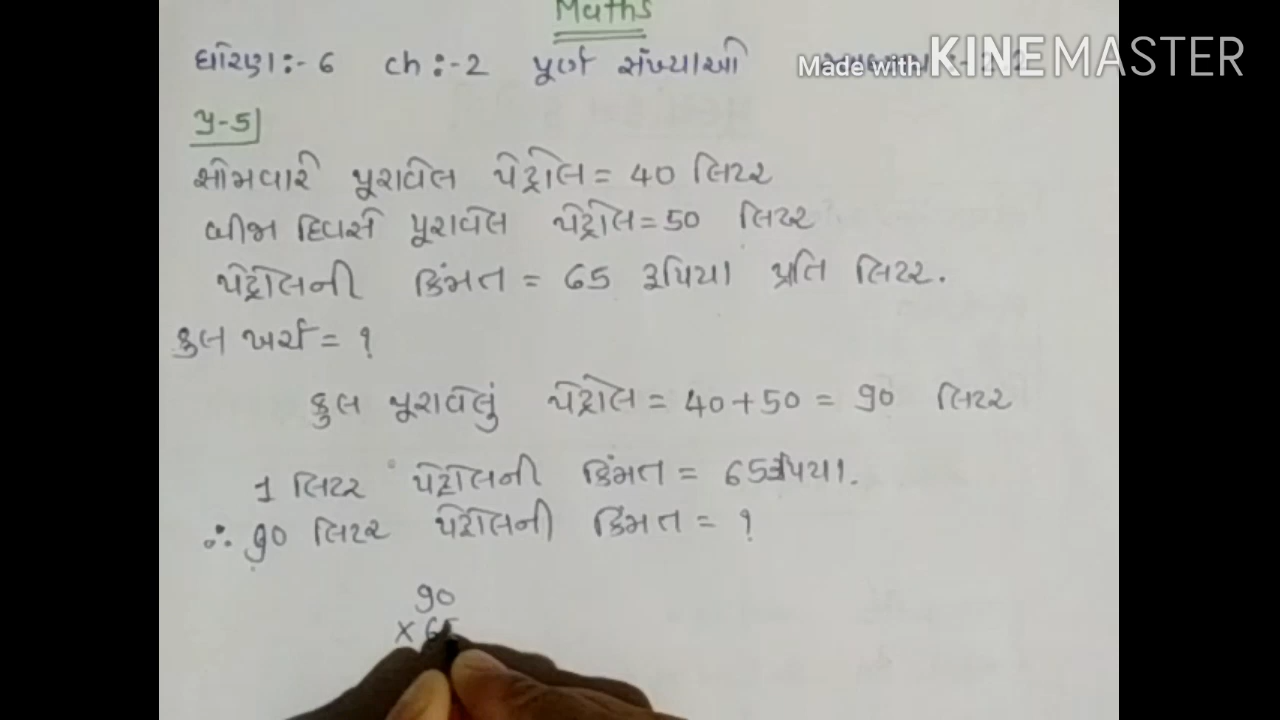 Maths
ધોરણ:- 6 ch:-2 પૂર્ણ સંખ્યાઓ
Made with KINEMASTER
પ્ર-5
સોમવારે પૂરાવેલ પેટ્રોલ = 40 લિટર
બીજા દિવસે પૂરાવેલ પેટ્રોલ = 50 લિટર
પેટ્રોલની કિંમત = 65 રૂપિયા પ્રતિ લિટર.
કુલ ખર્ચ = ?
કુલ પૂરાવેલું પેટ્રોલ = 40 + 50 = 90 લિટર
1 લિટર પેટ્રોલની કિંમત = 65 રૂપિયા.
∴ 90 લિટર પેટ્રોલની કિંમત = ?
90
× 65